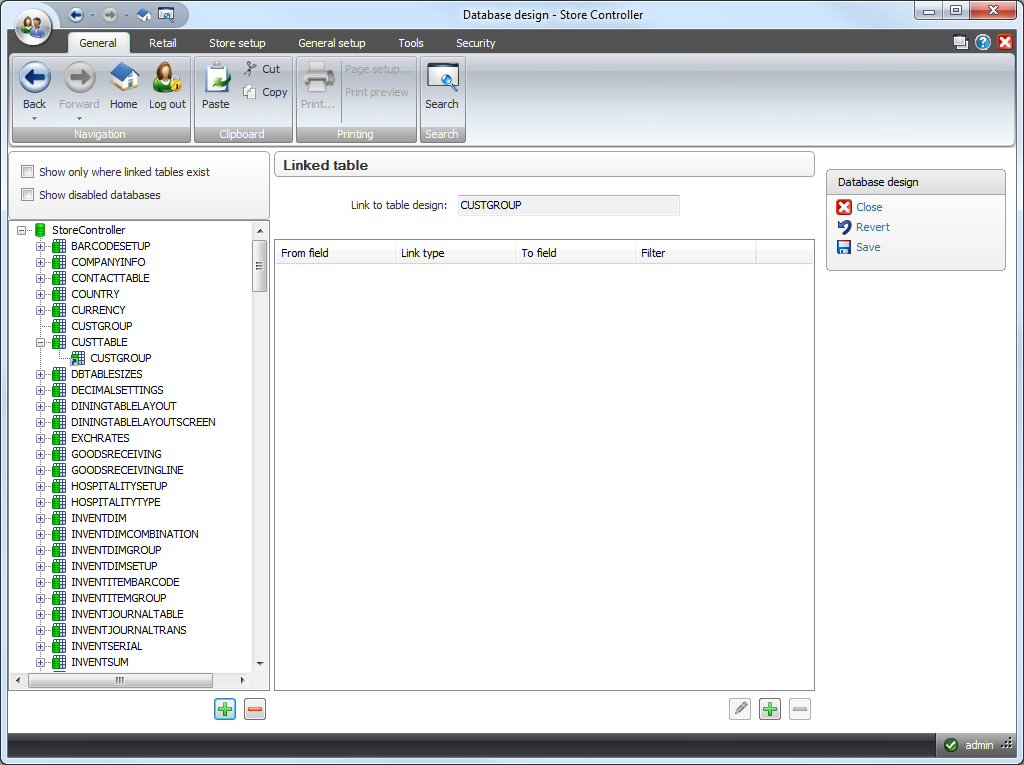 Database design - Store Controller
General Retail Store setup General setup Tools Security
Back Forward Home Log out
Navigation
Paste Cut
Copy
Clipboard
Print... Page setup...
Print preview
Printing
Search
Search
Show only where linked tables exist
Show disabled databases
StoreController
BARCODESETUP
COMPANYINFO
CONTACTTABLE
COUNTRY
CURRENCY
CUSTGROUP
CUSTTABLE
CUSTGROUP
DBTABLESIZES
DECIMALSETTINGS
DININGTABLELAYOUT
DININGTABLELAYOUTSCREEN
EXCHRATES
GOODSRECEIVING
GOODSRECEIVINGLINE
HOSPITALITYSETUP
HOSPITALITYTYPE
INVENTDIM
INVENTDIMCOMBINATION
INVENTDIMGROUP
INVENTDIMSETUP
INVENTITEMBARCODE
INVENTITEMGROUP
INVENTJOURNALTABLE
INVENTJOURNALTRANS
INVENTSERIAL
INVENTSUM
Linked table
Link to table design: CUSTGROUP
From field Link type To field Filter
Database design
Close
Revert
Save
admin